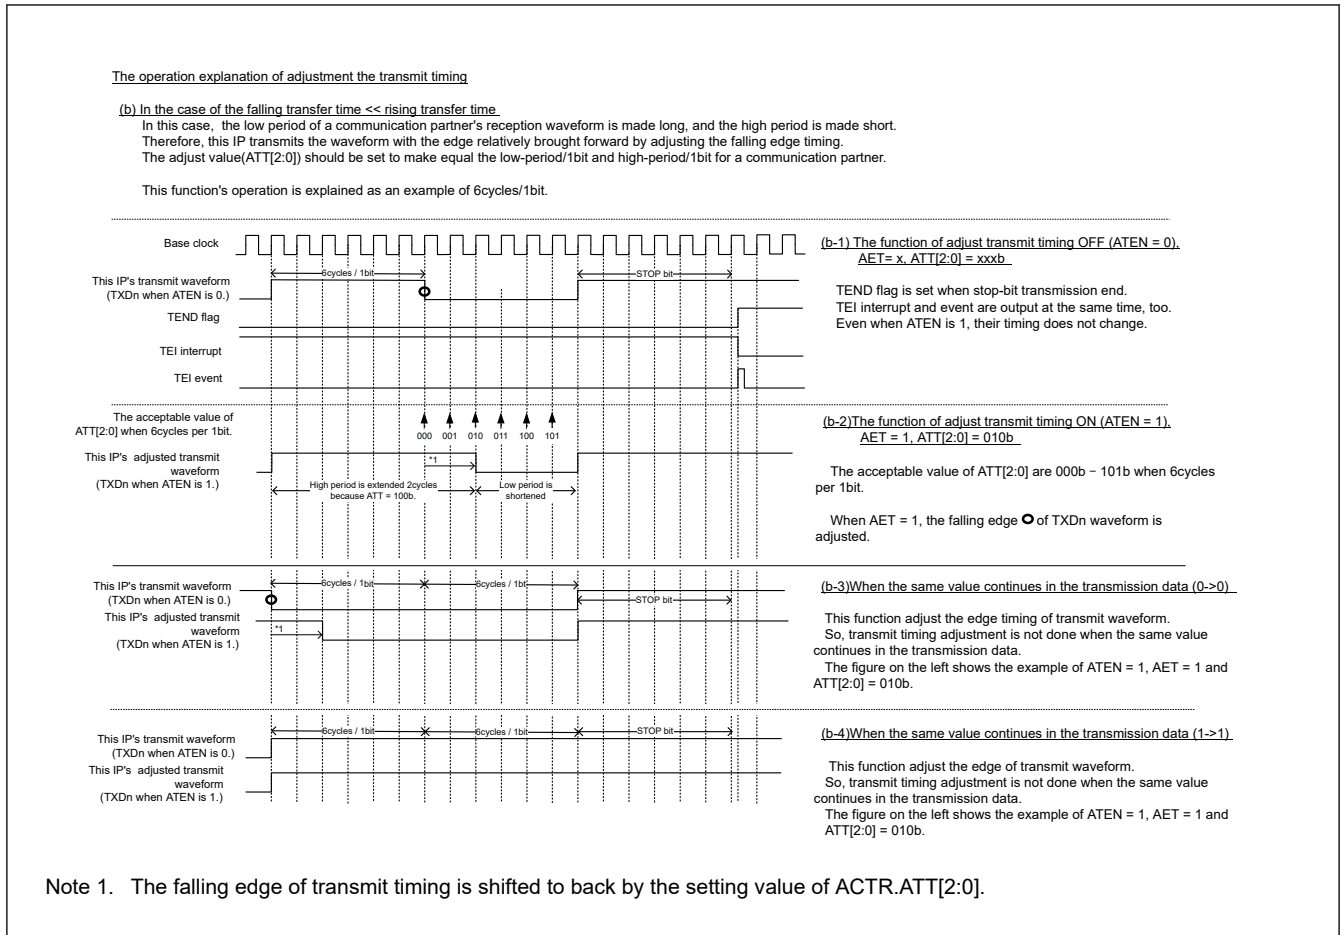 The operation explanation of adjustment the transmit timing
(b) In the case of the falling transfer time << rising transfer time
In this case, the low period of a communication partner's reception waveform is made long, and the high period is made short.
Therefore, this IP transmits the waveform with the edge relatively brought forward by adjusting the falling edge timing.
The adjust value(ATT[2:0]) should be set to make equal the low-period/1bit and high-period/1bit for a communication partner.
This function's operation is explained as an example of 6cycles/1bit.
Base clock
This IP's transmit waveform
(TXDn when ATEN is 0.)
6cycles / 1bit
STOP bit
TEND flag
TEI interrupt
TEI event
(b-1) The function of adjust transmit timing OFF (ATEN = 0),
AET= x, ATT[2:0] = xxxb
TEND flag is set when stop-bit transmission end.
TEI interrupt and event are output at the same time, too.
Even when ATEN is 1, their timing does not change.
The acceptable value of
ATT[2:0] when 6cycles per 1bit.
000 001 010 011 100 101
This IP's adjusted transmit
waveform
(TXDn when ATEN is 1.)
*1
High period is extended 2cycles
because ATT = 100b.
Low period is
shortened
(b-2)The function of adjust transmit timing ON (ATEN = 1),
AET = 1, ATT[2:0] = 010b
The acceptable value of ATT[2:0] are 000b − 101b when 6cycles
per 1bit.
When AET = 1, the falling edge O of TXDn waveform is
adjusted.
This IP's transmit waveform
(TXDn when ATEN is 0.)
6cycles / 1bit
6cycles / 1bt
STOP bit
This IP's adjusted transmit
waveform
(TXDn when ATEN is 1.)
*1
(b-3)When the same value continues in the transmission data (0->0)
This function adjust the edge timing of transmit waveform.
So, transmit timing adjustment is not done when the same value
continues in the transmission data.
The figure on the left shows the example of ATEN = 1, AET = 1 and
ATT[2:0] = 010b.
This IP's transmit waveform
(TXDn when ATEN is 0.)
6cycles / 1bit
6cycles / 1bit
STOP bit
This IP's adjusted transmit
waveform
(TXDn when ATEN is 1.)
(b-4)When the same value continues in the transmission data (1->1)
This function adjust the edge of transmit waveform.
So, transmit timing adjustment is not done when the same value
continues in the transmission data.
The figure on the left shows the example of ATEN = 1, AET = 1 and
ATT[2:0] = 010b.
Note 1. The falling edge of transmit timing is shifted to back by the setting value of ACTR.ATT[2:0].